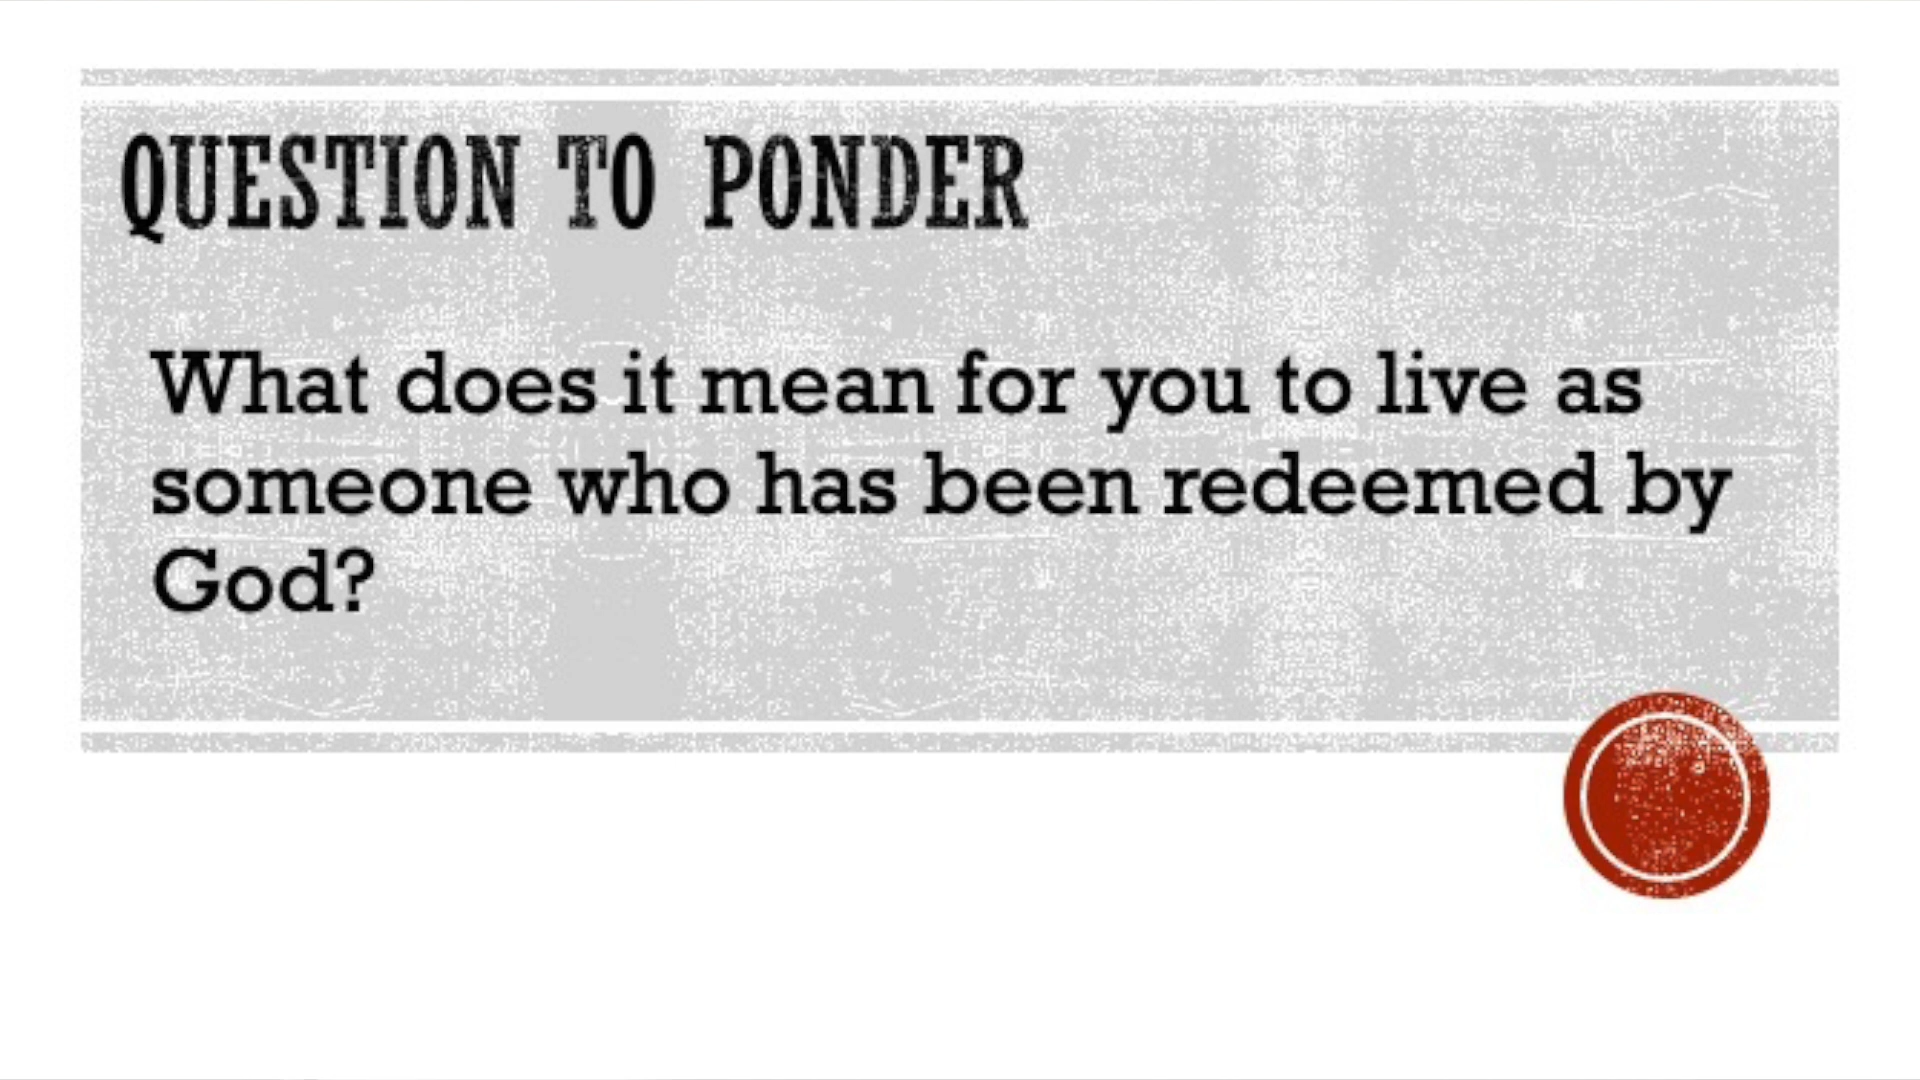 QUESTION TO PONDER
What does it mean for you to live as
someone who has been redeemed by
God?